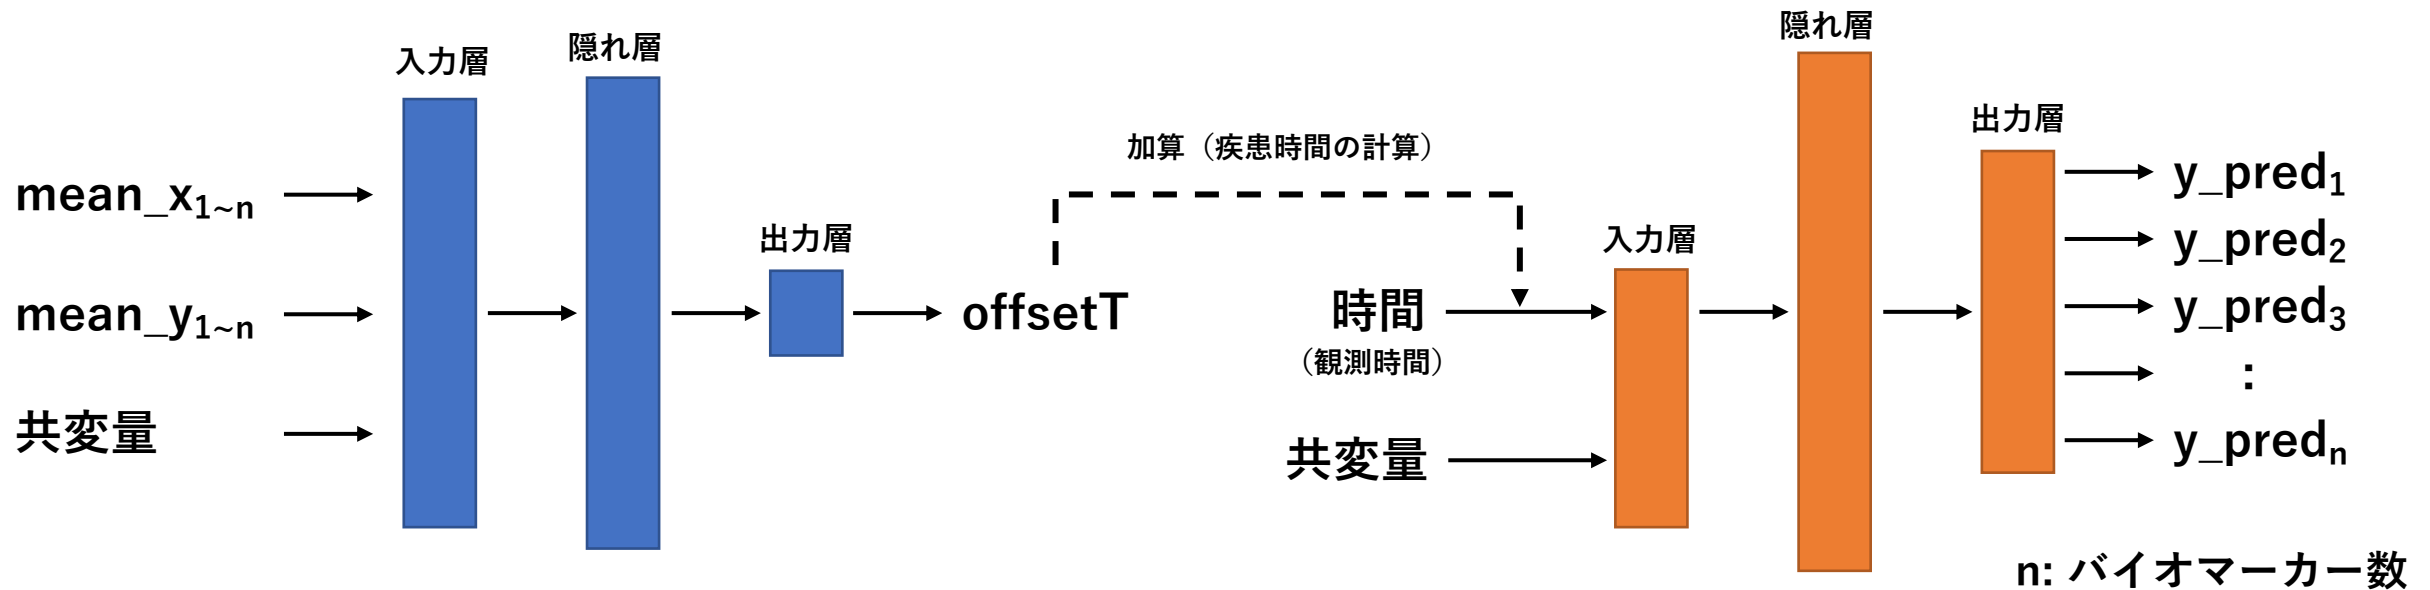 入力層
隠れ層
mean_x1~n
mean_y1~n
共変量
出力層
offsetT
加算（疾患時間の計算）
時間
（観測時間）
共変量
入力層
隠れ層
出力層
y_pred1
y_pred2
y_pred3
:
y_predn
n: バイオマーカー数